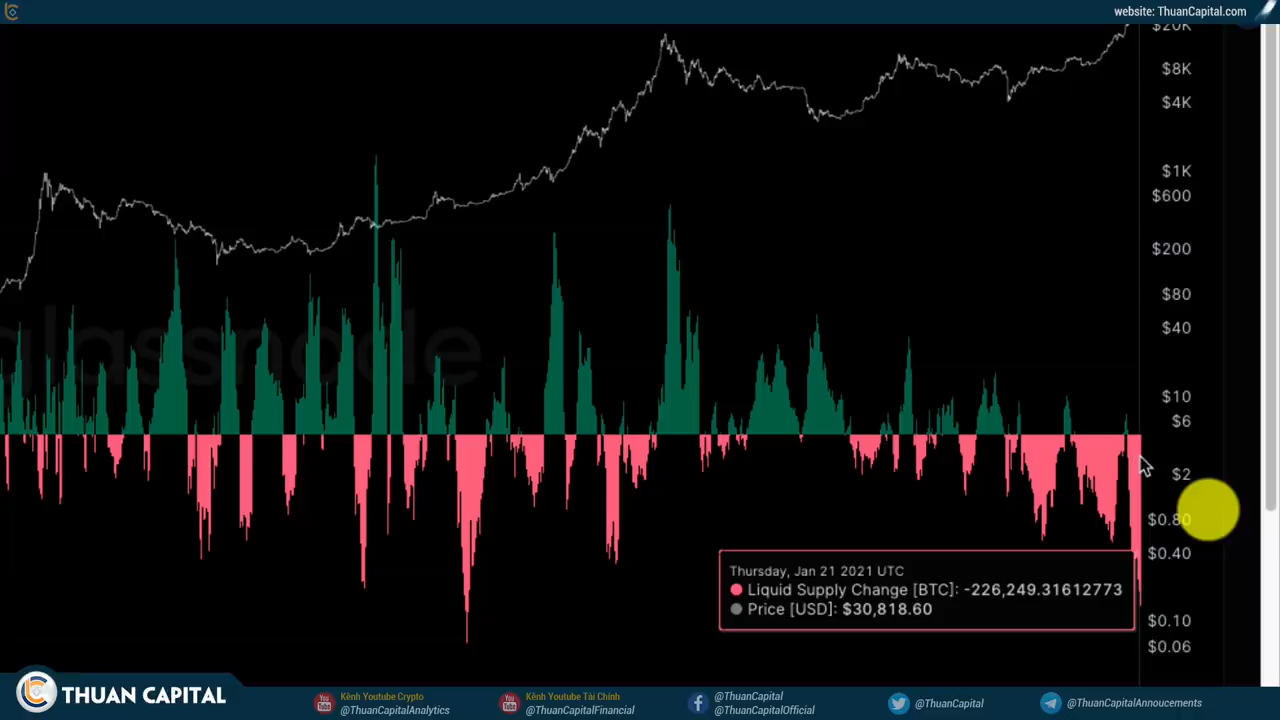 website: ThuanCapital.com
$20K
$8K
$4K
$1K
$600
$200
$80
$40
$10
$6
$2
$0.80
$0.40
$0.10
$0.06
glassnode
Thursday, Jan 21 2021 UTC
Liquid Supply Change [BTC]: -226,249.31612773
Price [USD]: $30,818.60
THUAN CAPITAL
Kênh Youtube Crypto
@ThuanCapitalAnalytics
Kênh Youtube Tài Chính
@ThuanCapitalFinancial
@ThuanCapital
@ThuanCapitalOfficial
@ThuanCapital
@ThuanCapitalAnnoucements